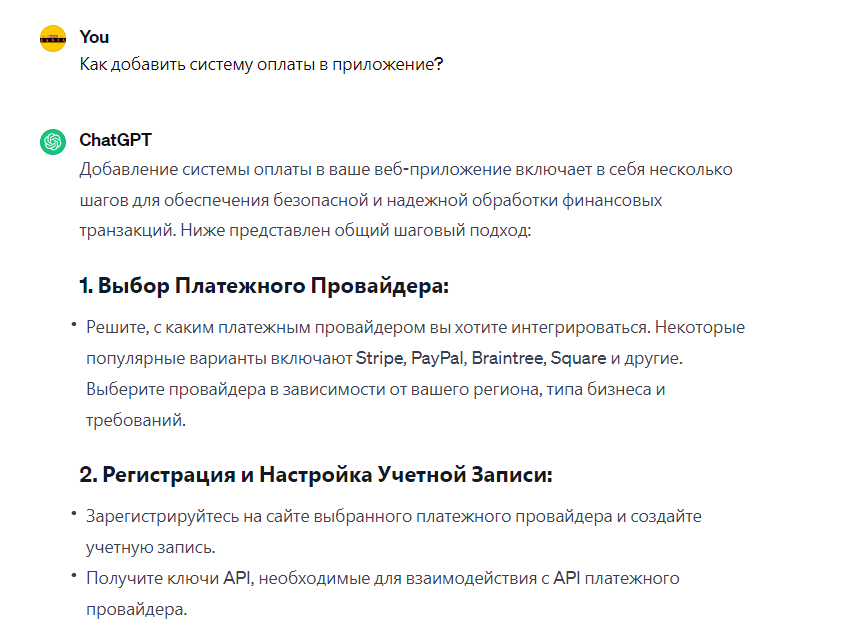 You
Как добавить систему оплаты в приложение?
ChatGPT
Добавление системы оплаты в ваше веб-приложение включает в себя несколько
шагов для обеспечения безопасной и надежной обработки финансовых
транзакций. Ниже представлен общий шаговый подход:
1. Выбор Платежного Провайдера:
• Решите, с каким платежным провайдером вы хотите интегрироваться. Некоторые
популярные варианты включают Stripe, PayPal, Braintree, Square и другие.
Выберите провайдера в зависимости от вашего региона, типа бизнеса и
требований.
2. Регистрация и Настройка Учетной Записи:
• Зарегистрируйтесь на сайте выбранного платежного провайдера и создайте
учетную запись.
• Получите ключи API, необходимые для взаимодействия с API платежного
провайдера.